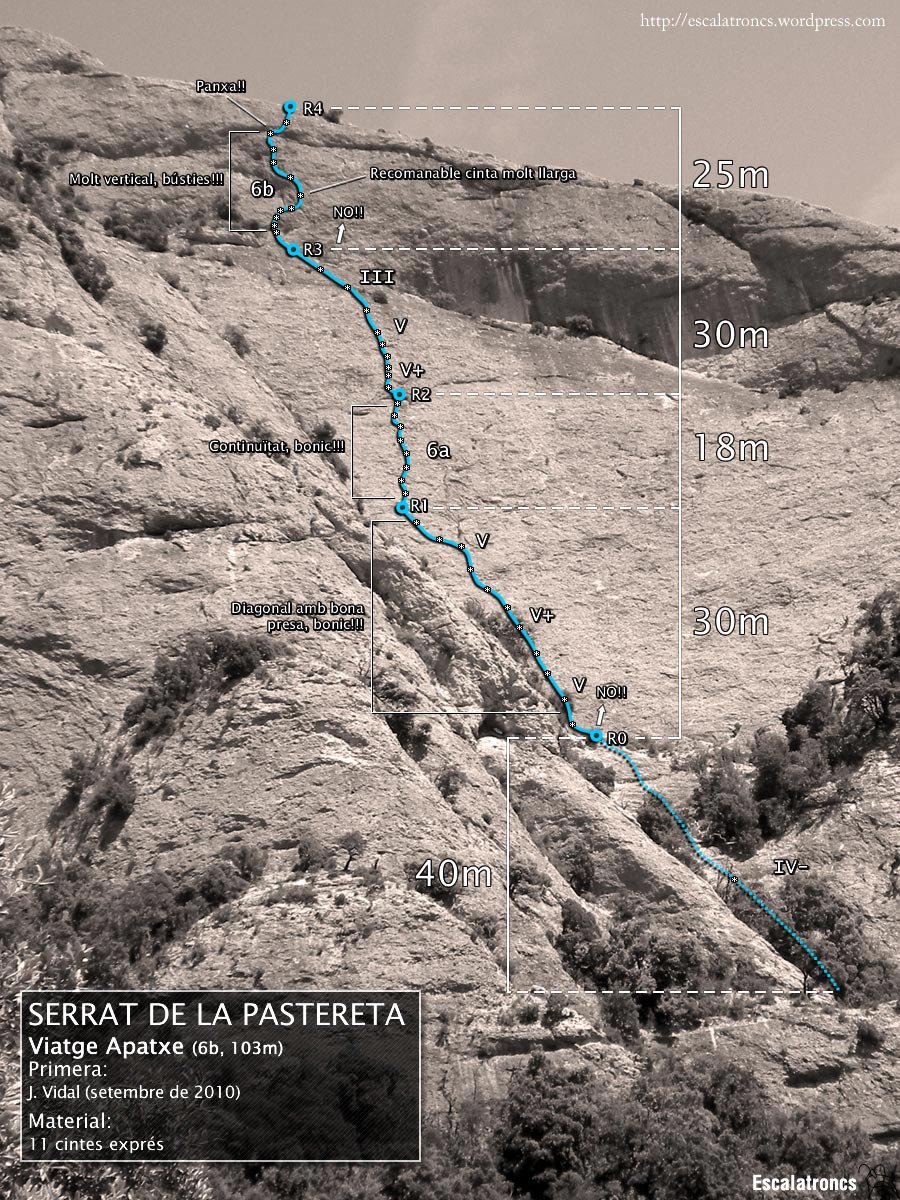 http://escalatroncs.wordpress.com
Panxa!!
R4
25m
Recomanable cinta molt llarga
Molt vertical, bústies!!!
6b
NO!!
R3
III
30m
V
V+
R2
Continuïtat, bonic!!!
6a
18m
R1
V
Diagonal amb bona
presa, bonic!!!
V+
30m
V
NO!!
R0
40m
IV-
SERRAT DE LA PASTERETA
Viatge Apatxe (6b, 103m)
Primera:
J. Vidal (setembre de 2010)
Material:
11 cintes exprés
Escalatroncs